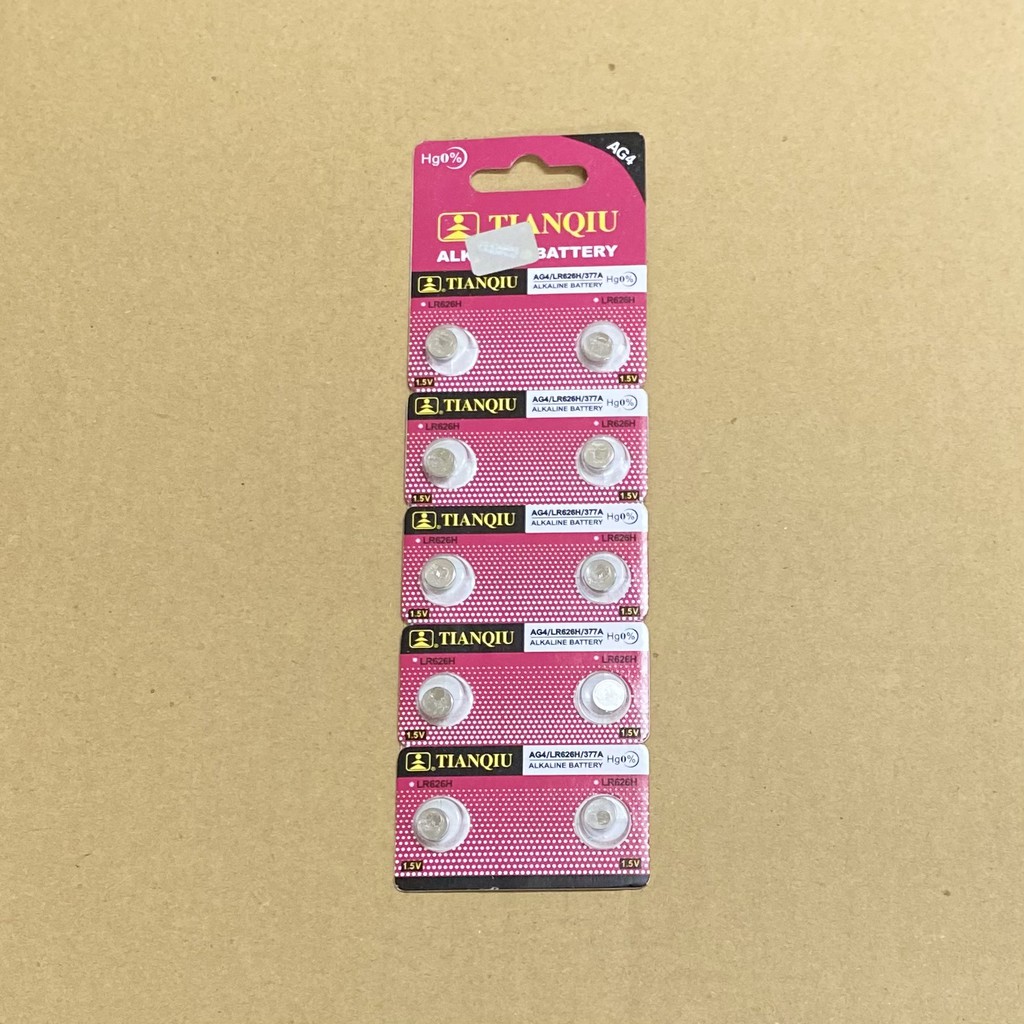 Hg0%
AG4
TIANQIU
BATTERY
TIANQIU
AG4/LR626H/377A
ALKALINE BATTERY
Hg0%
LR626H
LR626H
1.5V
1.5V
TIANQIU
AG4/LR626H/377A
ALKALINE BATTERY
Hg0%
LR626H
LR626H
1.5V
1.5V
TIANQIU
AG4/LR626H/377A
ALKALINE BATTERY
Hg0%
LR626H
LR626H
1.5V
1.5V
TIANQIU
AG4/LR626H/377A
ALKALINE BATTERY
Hg0%
LR626H
LR626H
1.5V
1.5V
TIANQIU
AG4/LR626H/377A
ALKALINE BATTERY
Hg0%
LR626H
LR626H
1.5V
1.5V